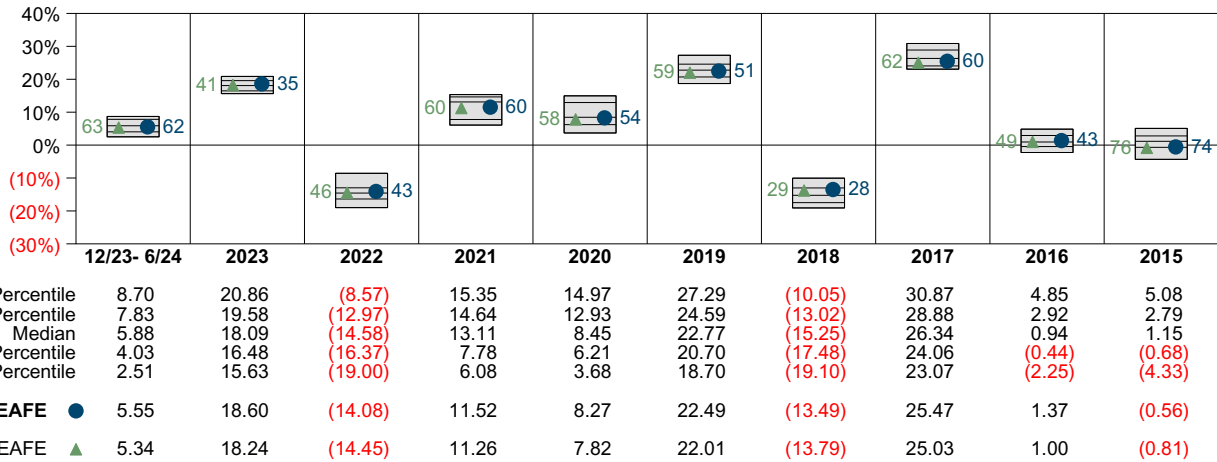 40%
30%
20%
10%
0%
(10%)
(20%)
(30%)
63 62
41 35
46 43
60 60
58 54
59 51
29 28
62 60
49 43
76 74
12/23- 6/24 2023 2022 2021 2020 2019 2018 2017 2016 2015
Percentile 8.70 20.86 (8.57) 15.35 14.97 27.29 (10.05) 30.87 4.85 5.08
Percentile 7.83 19.58 (12.97) 14.64 12.93 24.59 (13.02) 28.88 2.92 2.79
Median 5.88 18.09 (14.58) 13.11 8.45 22.77 (15.25) 26.34 0.94 1.15
Percentile 4.03 16.48 (16.37) 7.78 6.21 20.70 (17.48) 24.06 (0.44) (0.68)
Percentile 2.51 15.63 (19.00) 6.08 3.68 18.70 (19.10) 23.07 (2.25) (4.33)
EAFE 5.55 18.60 (14.08) 11.52 8.27 22.49 (13.49) 25.47 1.37 (0.56)
EAFE 5.34 18.24 (14.45) 11.26 7.82 22.01 (13.79) 25.03 1.00 (0.81)